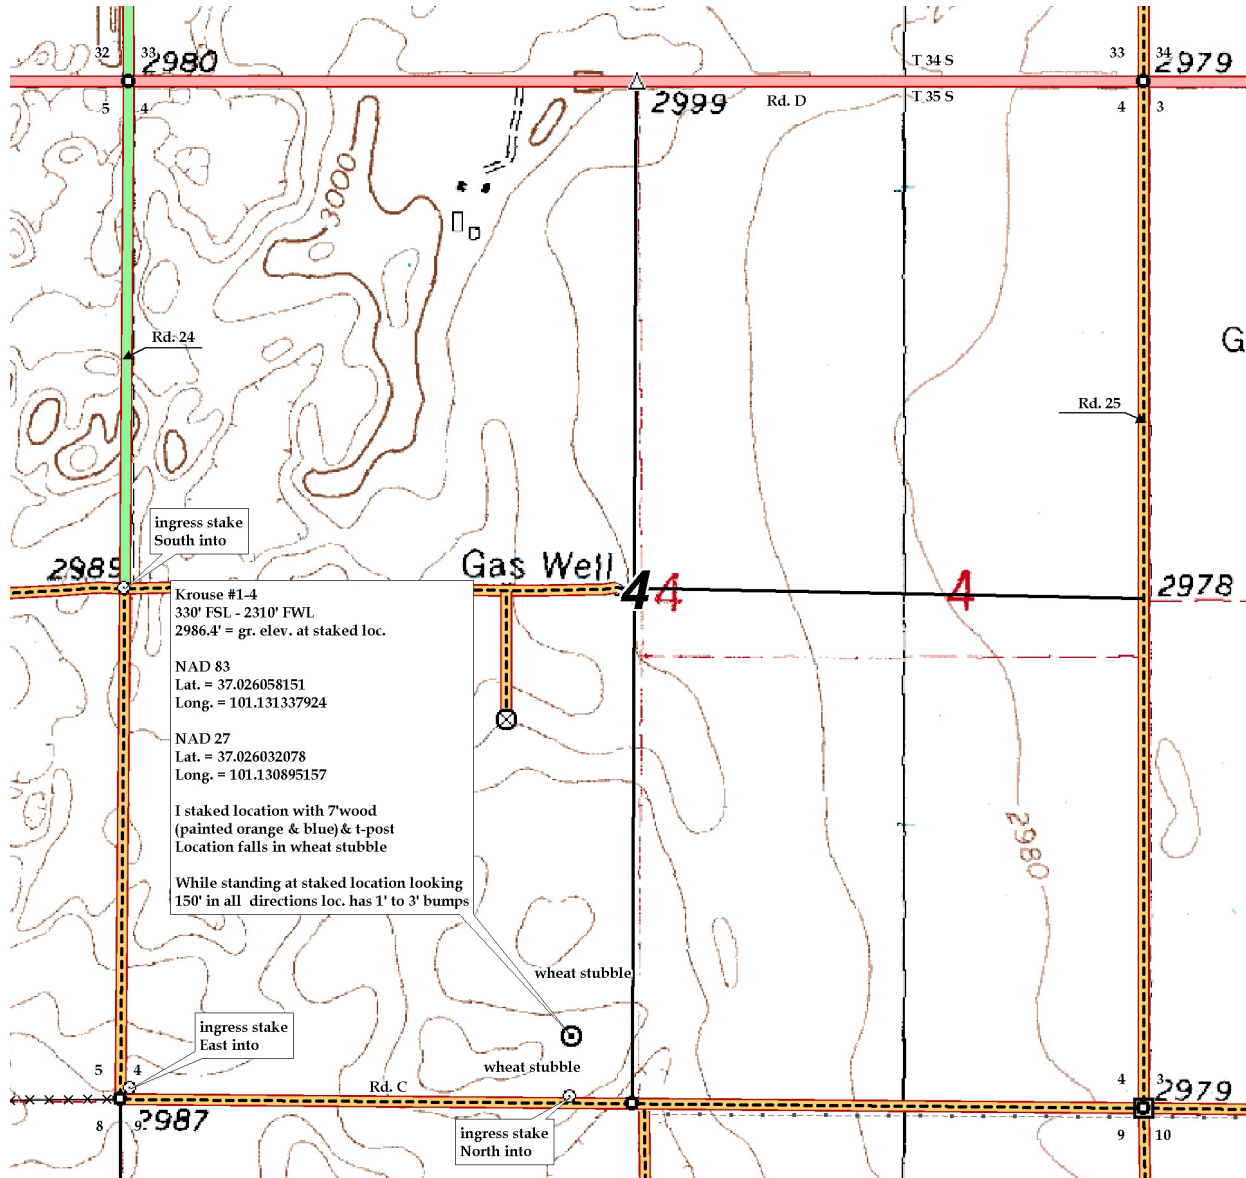 32
33
2980
T 34 S
33
34
2979
5
4
2999
Rd. D
T 35 S
4
3
3000
Rd. 24
G
Rd. 25
ingress stake
South into
2989
Gas Well
4
4
4
2978
Krouse #1-4
330' FSL - 2310' FWL
2986.4' = gr. elev. at staked loc.
NAD 83
Lat. = 37.026058151
Long. = 101.131337924
NAD 27
Lat. = 37.026032078
Long. = 101.130895157
I staked location with 7'wood
(painted orange & blue) & t-post
Location falls in wheat stubble
While standing at staked location looking
150' in all directions loc. has 1' to 3' bumps
2980
wheat stubble
ingress stake
East into
wheat stubble
5
4
Rd. C
4
3
2979
8
9
2987
ingress stake
North into
9
10